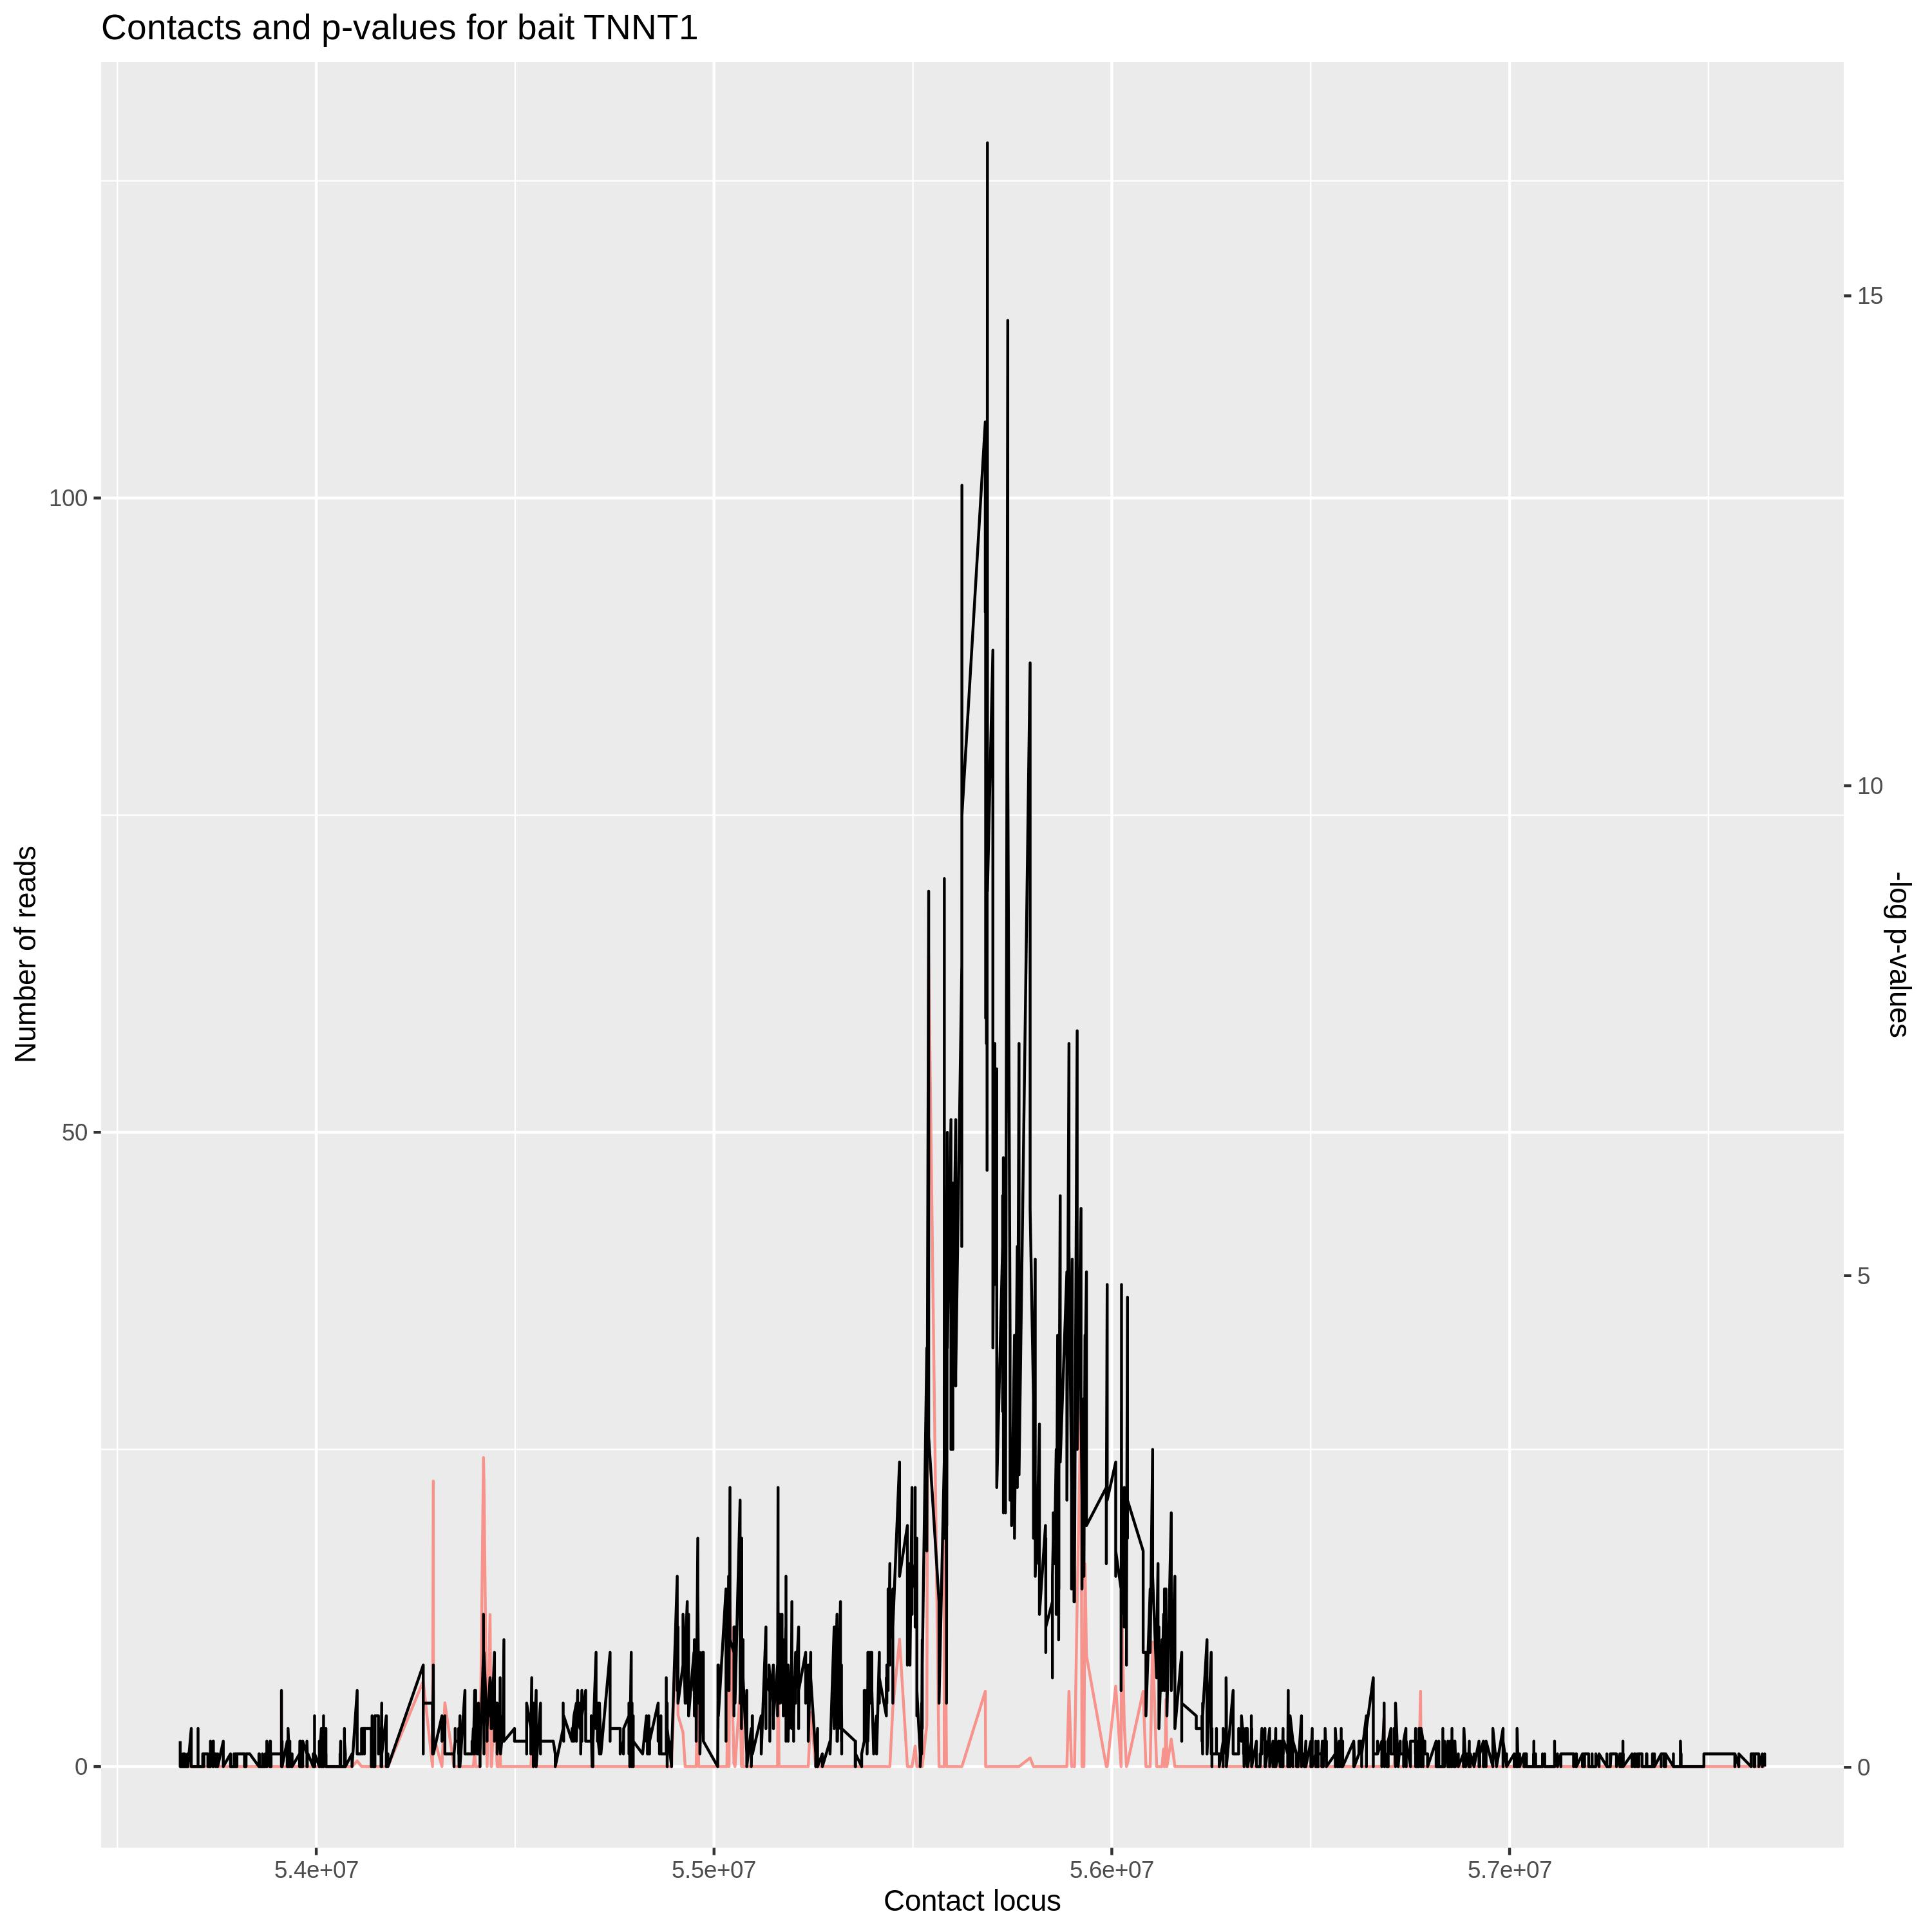 Contacts and p-values for bait TNNT1
Number of reads
100
50
0
15
10
5
0
-log p-values
5.4e+07
5.5e+07
5.6e+07
5.7e+07
Contact locus